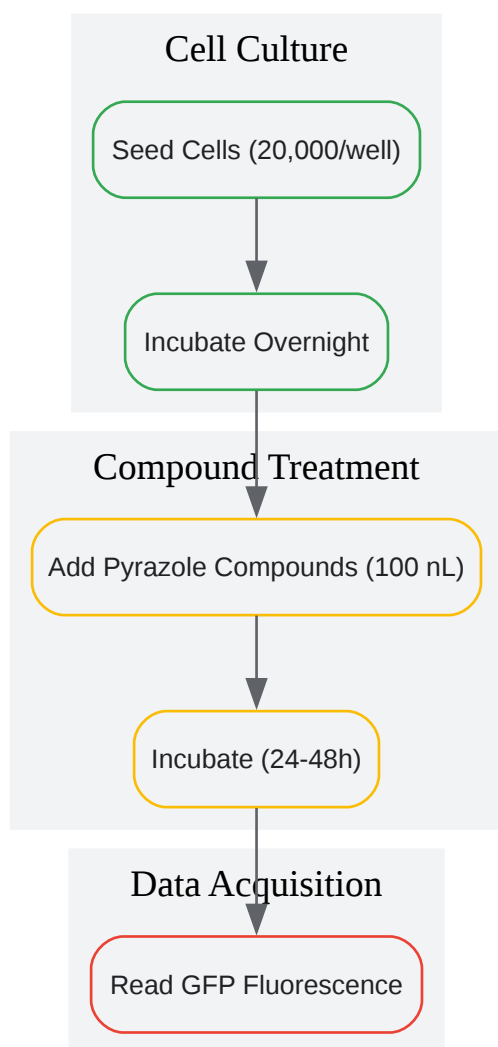 Cell Culture
Seed Cells (20,000/well)
Incubate Overnight
Compound Treatment
Add Pyrazole Compounds (100 nL)
Incubate (24-48h)
Data Acquisition
Read GFP Fluorescence